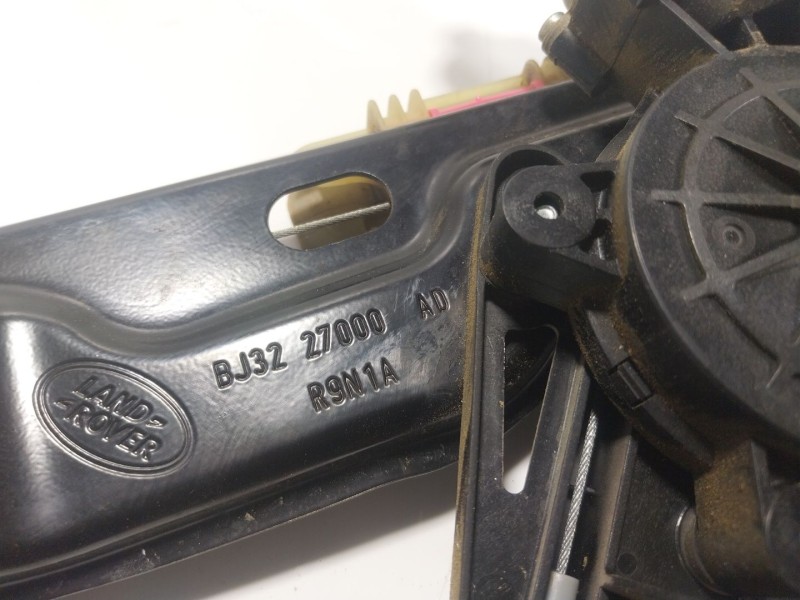 BJ32 27000 AD
R9N1A
LAND
ROVER